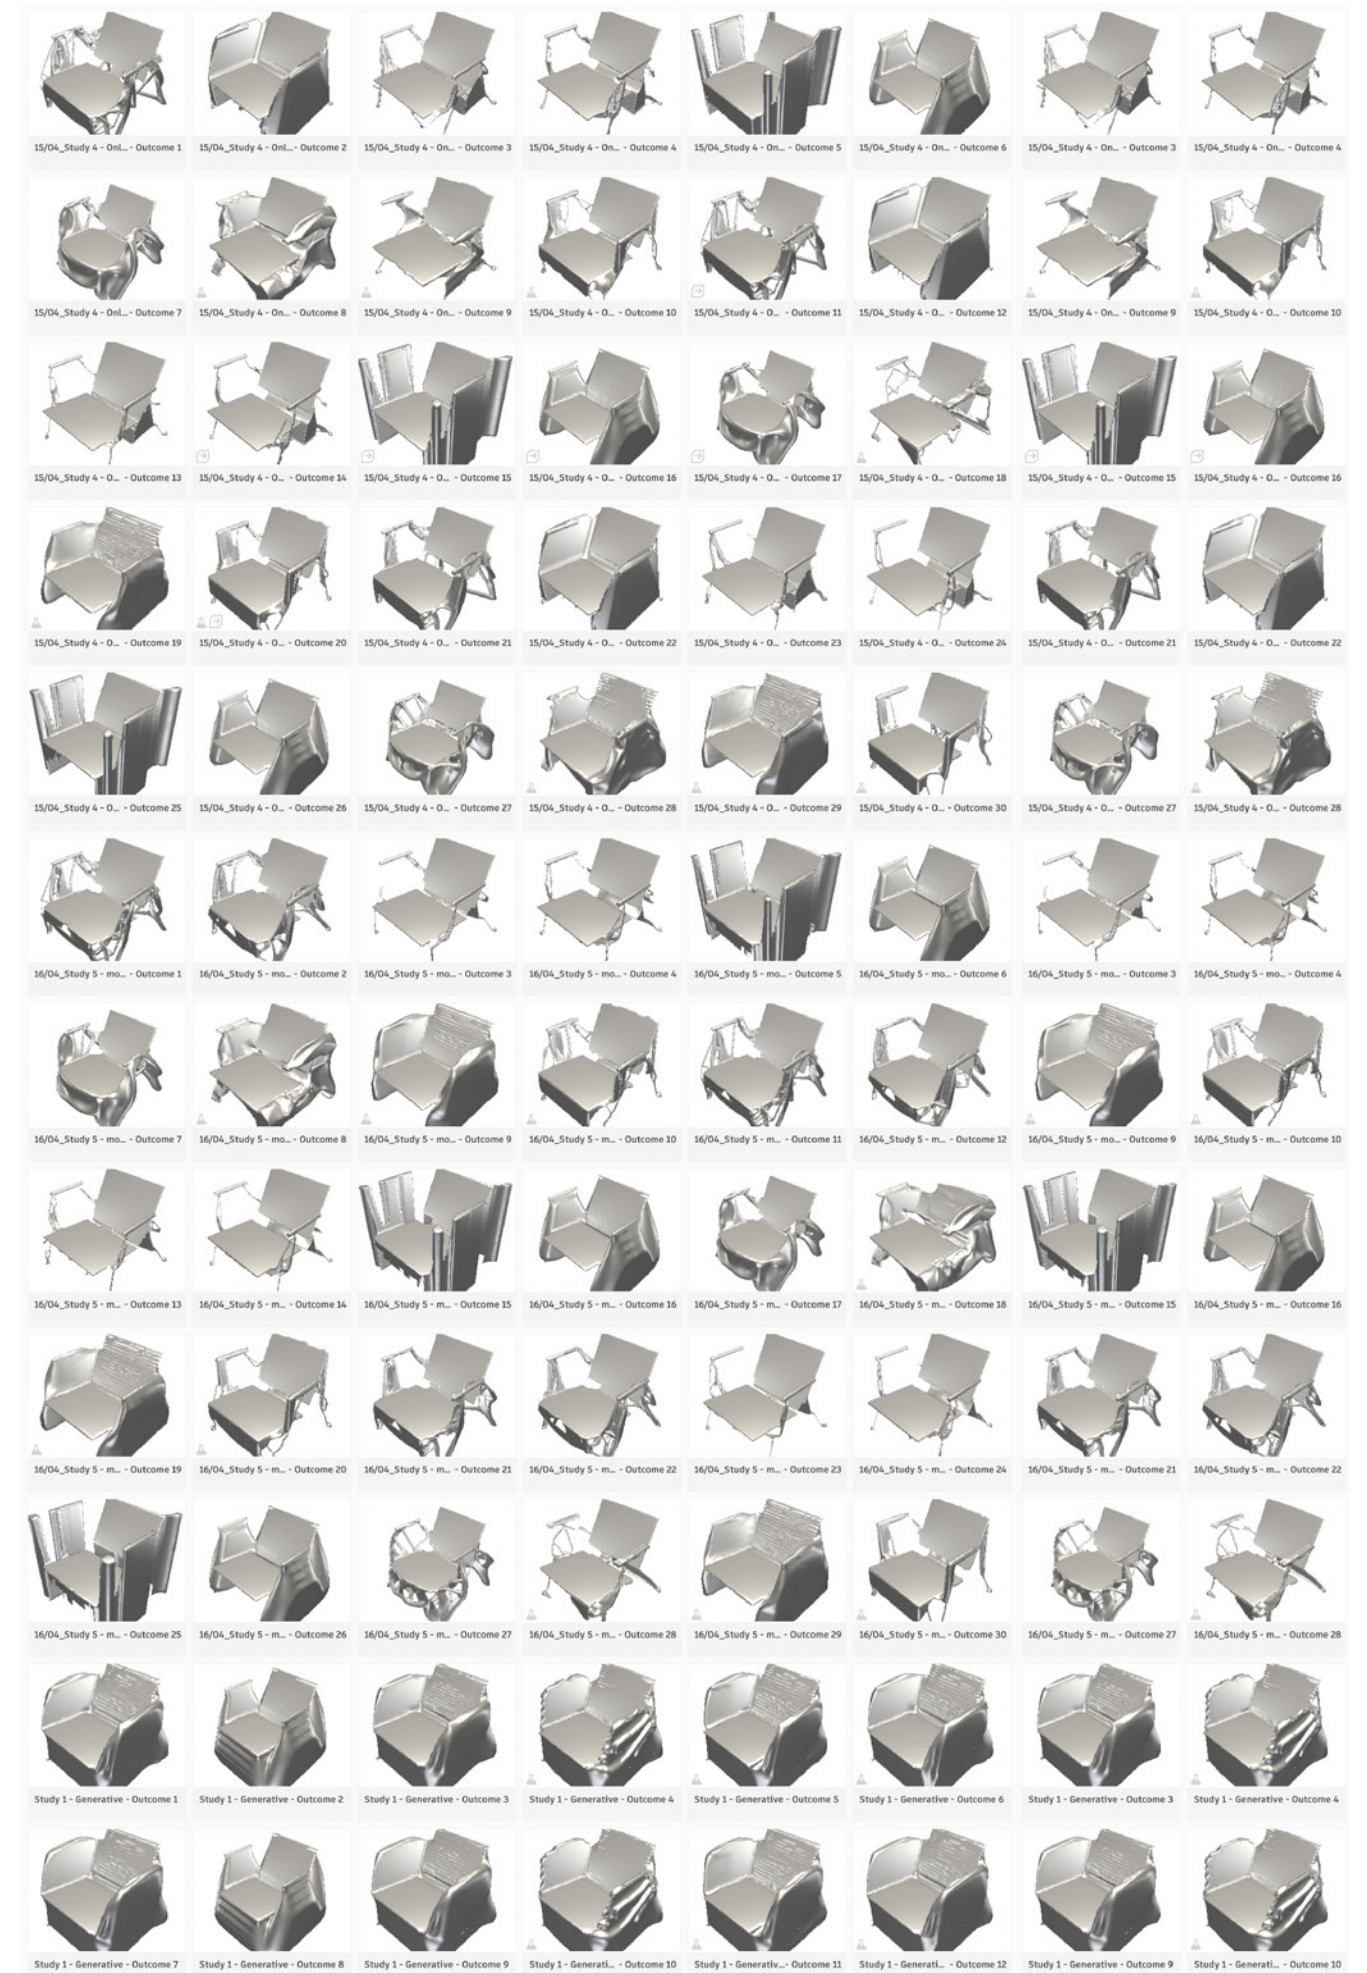 15/04_Study 4 - Onl... - Outcome 1
15/04_Study 4 - Onl... - Outcome 2
15/04_Study 4 - On... - Outcome 3
15/04_Study 4 - On... - Outcome 4
15/04_Study 4 - On... - Outcome 5
15/04_Study 4 - On... - Outcome 6
15/04_Study 4 - On... - Outcome 3
15/04_Study 4 - On... - Outcome 4
15/04_Study 4 - Onl... - Outcome 7
15/04_Study 4 - On... - Outcome 8
15/04_Study 4 - On... - Outcome 9
15/04_Study 4 - O... - Outcome 10
15/04_Study 4 - O... - Outcome 11
15/04_Study 4 - O... - Outcome 12
15/04_Study 4 - On... - Outcome 9
15/04_Study 4 - O... - Outcome 10
15/04_Study 4 - O... - Outcome 13
15/04_Study 4 - O... - Outcome 14
15/04_Study 4 - O... - Outcome 15
15/04_Study 4 - O... - Outcome 16
15/04_Study 4 - O... - Outcome 17
15/04_Study 4 - O... - Outcome 18
15/04_Study 4 - O... - Outcome 15
15/04_Study 4 - O... - Outcome 16
15/04_Study 4 - O... - Outcome 19
15/04_Study 4 - O... - Outcome 20
15/04_Study 4 - O... - Outcome 21
15/04_Study 4 - O... - Outcome 22
15/04_Study 4 - O... - Outcome 23
15/04_Study 4 - O... - Outcome 24
15/04_Study 4 - O... - Outcome 21
15/04_Study 4 - O... - Outcome 22
15/04_Study 4 - O... - Outcome 25
15/04_Study 4 - O... - Outcome 26
15/04_Study 4 - O... - Outcome 27
15/04_Study 4 - O... - Outcome 28
15/04_Study 4 - O... - Outcome 29
15/04_Study 4 - O... - Outcome 30
15/04_Study 4 - O... - Outcome 27
15/04_Study 4 - O... - Outcome 28
16/04_Study 5 - mo... - Outcome 1
16/04_Study 5 - mo... - Outcome 2
16/04_Study 5 - mo... - Outcome 3
16/04_Study 5 - mo... - Outcome 4
16/04_Study 5 - mo... - Outcome 5
16/04_Study 5 - mo... - Outcome 6
16/04_Study 5 - mo... - Outcome 3
16/04_Study 5 - mo... - Outcome 4
16/04_Study 5 - mo... - Outcome 7
16/04_Study 5 - mo... - Outcome 8
16/04_Study 5 - mo... - Outcome 9
16/04_Study 5 - m... - Outcome 10
16/04_Study 5 - m... - Outcome 11
16/04_Study 5 - m... - Outcome 12
16/04_Study 5 - mo... - Outcome 9
16/04_Study 5 - m... - Outcome 10
16/04_Study 5 - m... - Outcome 13
16/04_Study 5 - m... - Outcome 14
16/04_Study 5 - m... - Outcome 15
16/04_Study 5 - m... - Outcome 16
16/04_Study 5 - m... - Outcome 17
16/04_Study 5 - m... - Outcome 18
16/04_Study 5 - m... - Outcome 15
16/04_Study 5 - m... - Outcome 16
16/04_Study 5 - m... - Outcome 19
16/04_Study 5 - m... - Outcome 20
16/04_Study 5 - m... - Outcome 21
16/04_Study 5 - m... - Outcome 22
16/04_Study 5 - m... - Outcome 23
16/04_Study 5 - m... - Outcome 24
16/04_Study 5 - m... - Outcome 21
16/04_Study 5 - m... - Outcome 22
16/04_Study 5 - m... - Outcome 25
16/04_Study 5 - m... - Outcome 26
16/04_Study 5 - m... - Outcome 27
16/04_Study 5 - m... - Outcome 28
16/04_Study 5 - m... - Outcome 29
16/04_Study 5 - m... - Outcome 30
16/04_Study 5 - m... - Outcome 27
16/04_Study 5 - m... - Outcome 28
Study 1 - Generative - Outcome 1
Study 1 - Generative - Outcome 2
Study 1 - Generative - Outcome 3
Study 1 - Generative - Outcome 4
Study 1 - Generative - Outcome 5
Study 1 - Generative - Outcome 6
Study 1 - Generative - Outcome 3
Study 1 - Generative - Outcome 4
Study 1 - Generative - Outcome 7
Study 1 - Generative - Outcome 8
Study 1 - Generative - Outcome 9
Study 1 - Generati... - Outcome 10
Study 1 - Generativ... - Outcome 11
Study 1 - Generati... - Outcome 12
Study 1 - Generative - Outcome 9
Study 1 - Generati... - Outcome 10